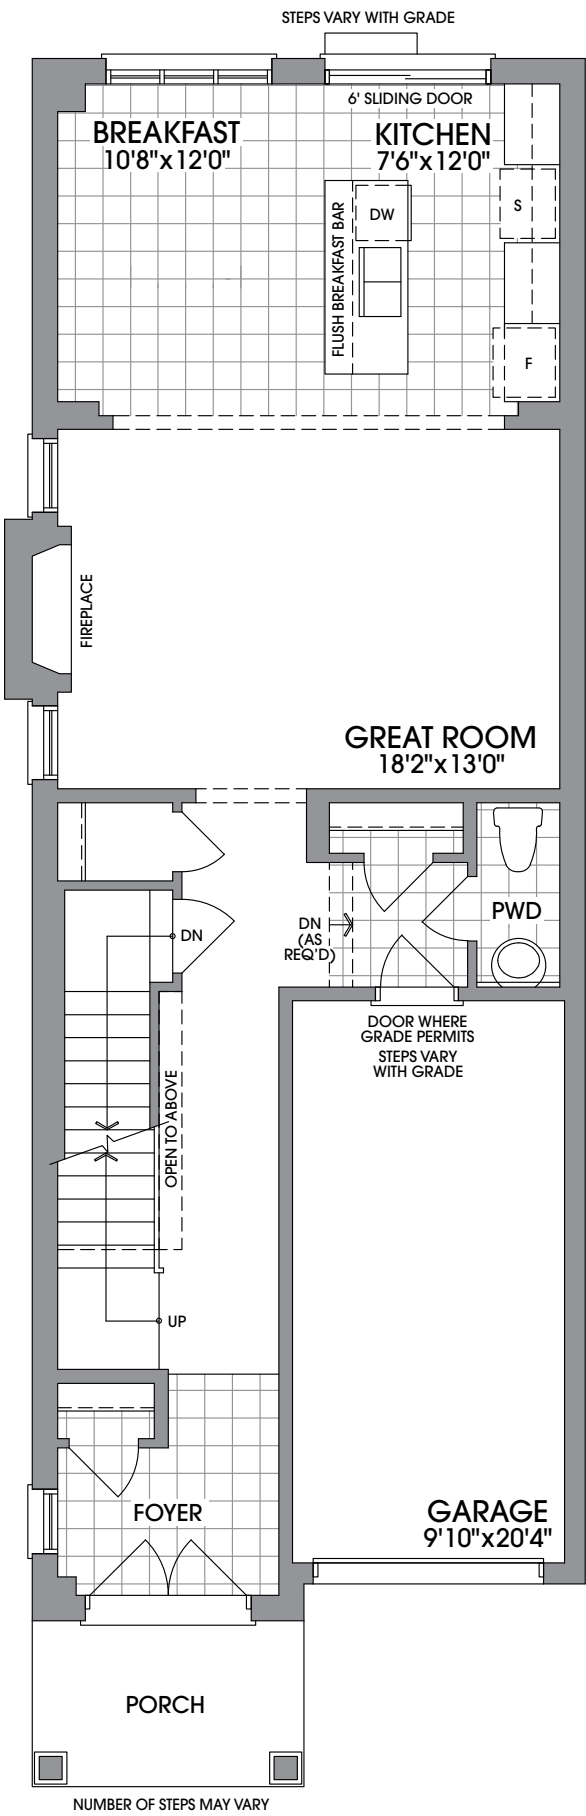 STEPS VARY WITH GRADE
6' SLIDING DOOR
BREAKFAST
10'8"x12'0"
KITCHEN
7'6"x12'0"
S
DW
FLUSH BREAKFAST BAR
F
FIREPLACE
GREAT ROOM
18'2"x13'0"
PWD
DN
DN
(AS
REQ'D)
DOOR WHERE
GRADE PERMITS
STEPS VARY
WITH GRADE
OPEN TO ABOVE
UP
FOYER
GARAGE
9'10"x20'4"
PORCH
NUMBER OF STEPS MAY VARY